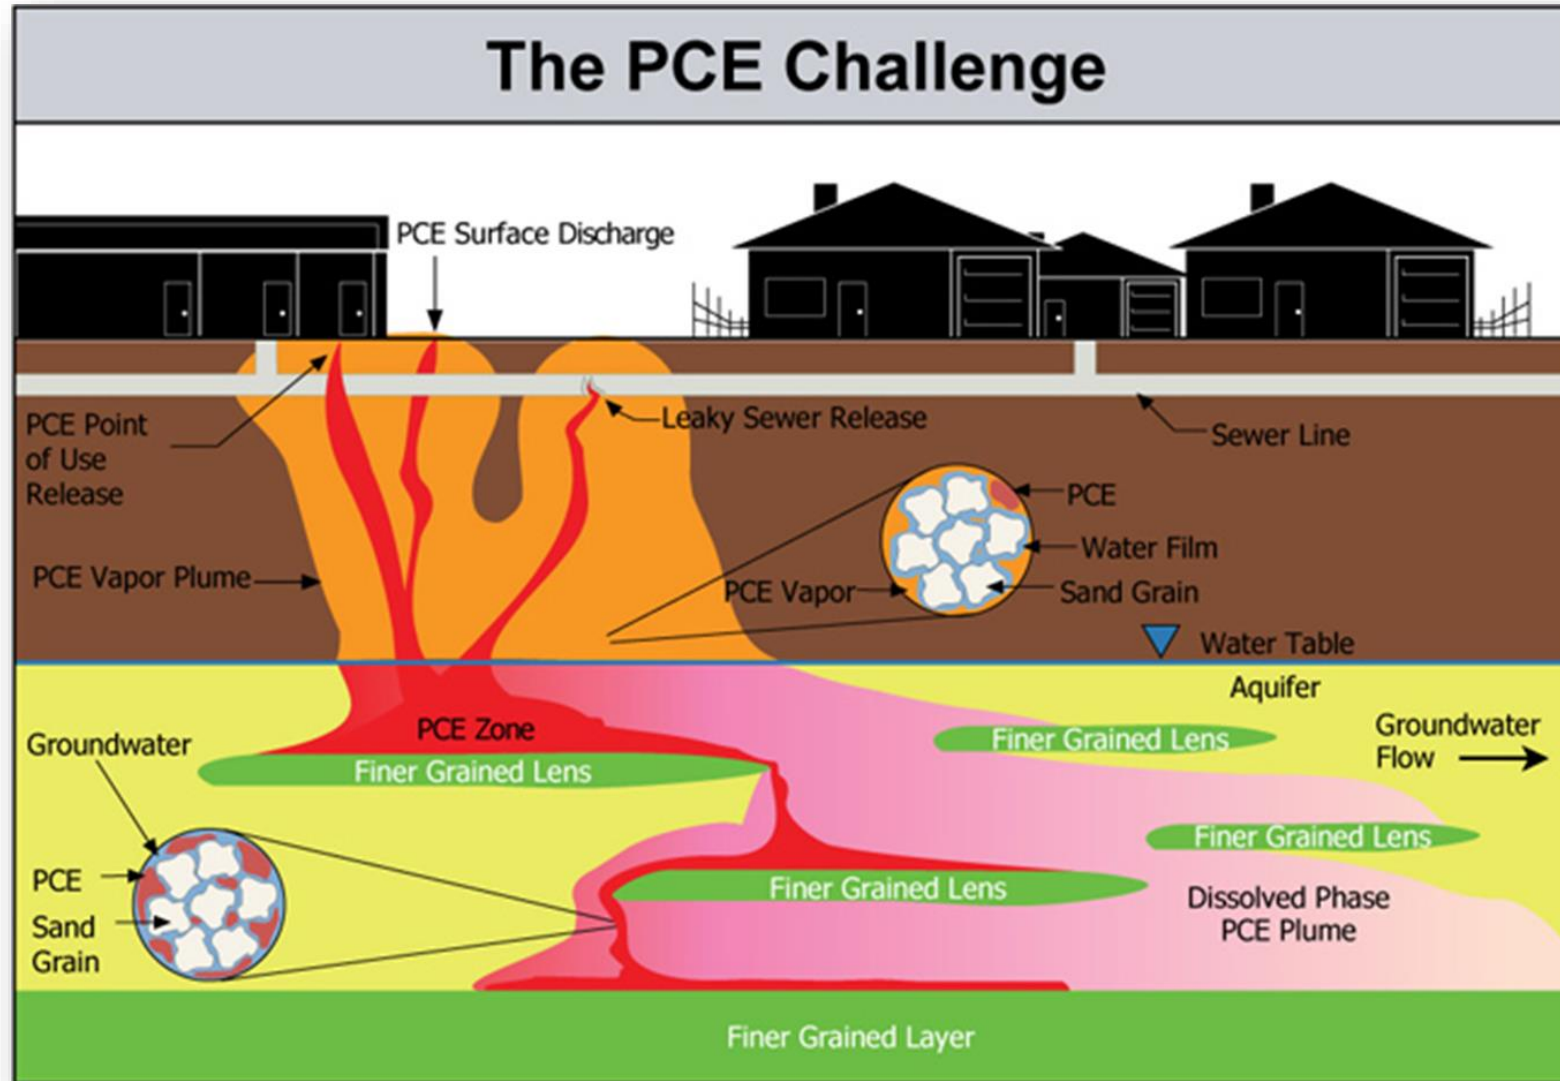 The PCE Challenge
PCE Surface Discharge
PCE Point
of Use
Release
Leaky Sewer Release
Sewer Line
PCE
Water Film
PCE Vapor Plume
PCE Vapor
Sand Grain
Water Table
Aquifer
PCE Zone
Groundwater
Flow
Groundwater
Finer Grained Lens
Finer Grained Lens
Finer Grained Lens
PCE
Finer Grained Lens
Sand
Grain
Dissolved Phase
PCE Plume
Finer Grained Layer